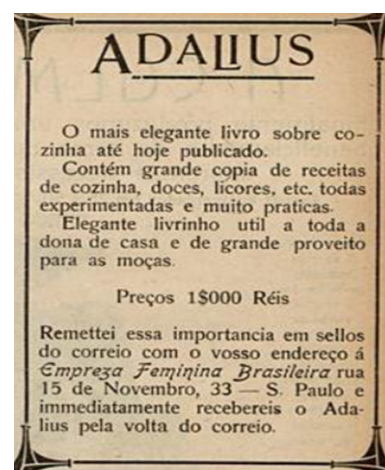 ADALIUS
O mais elegante livro sobre co-
zinha até hoje publicado.
Contém grande copia de receitas
de cozinha, doces, licores, etc. todas
experimentadas e muito praticas.
Elegante livrinho util a toda a
dona de casa e de grande proveito
para as moças.
Preços 1$000 Réis
Remettei essa importancia em sellos
do correio com o vosso endereço á
Empreza Feminina Brasileira rua
15 de Novembro, 33 — S. Paulo e
immediatamente recebereis o Ada-
lius pela volta do correio.